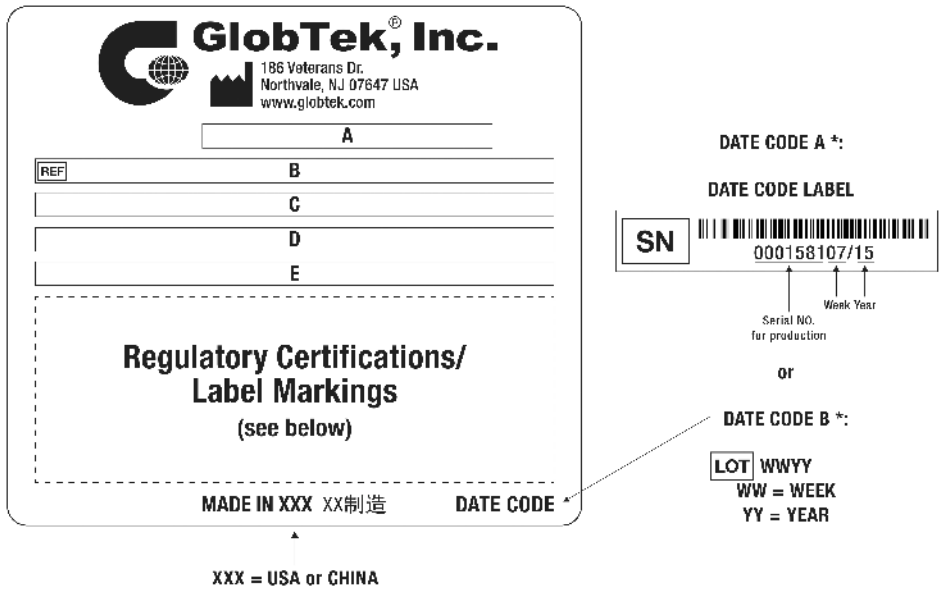 GlobTek,® Inc.
186 Veterans Dr.
Northvale, NJ 07647 USA
www.globtek.com
A
REF B
C
D
E
Regulatory Certifications/
Label Markings
(see below)
MADE IN XXX XX制造 DATE CODE
XXX = USA or CHINA
DATE CODE A *:
DATE CODE LABEL
SN
000158107/15
Week Year
Serial NO.
for production
or
DATE CODE B *:
LOT WWYY
WW = WEEK
YY = YEAR